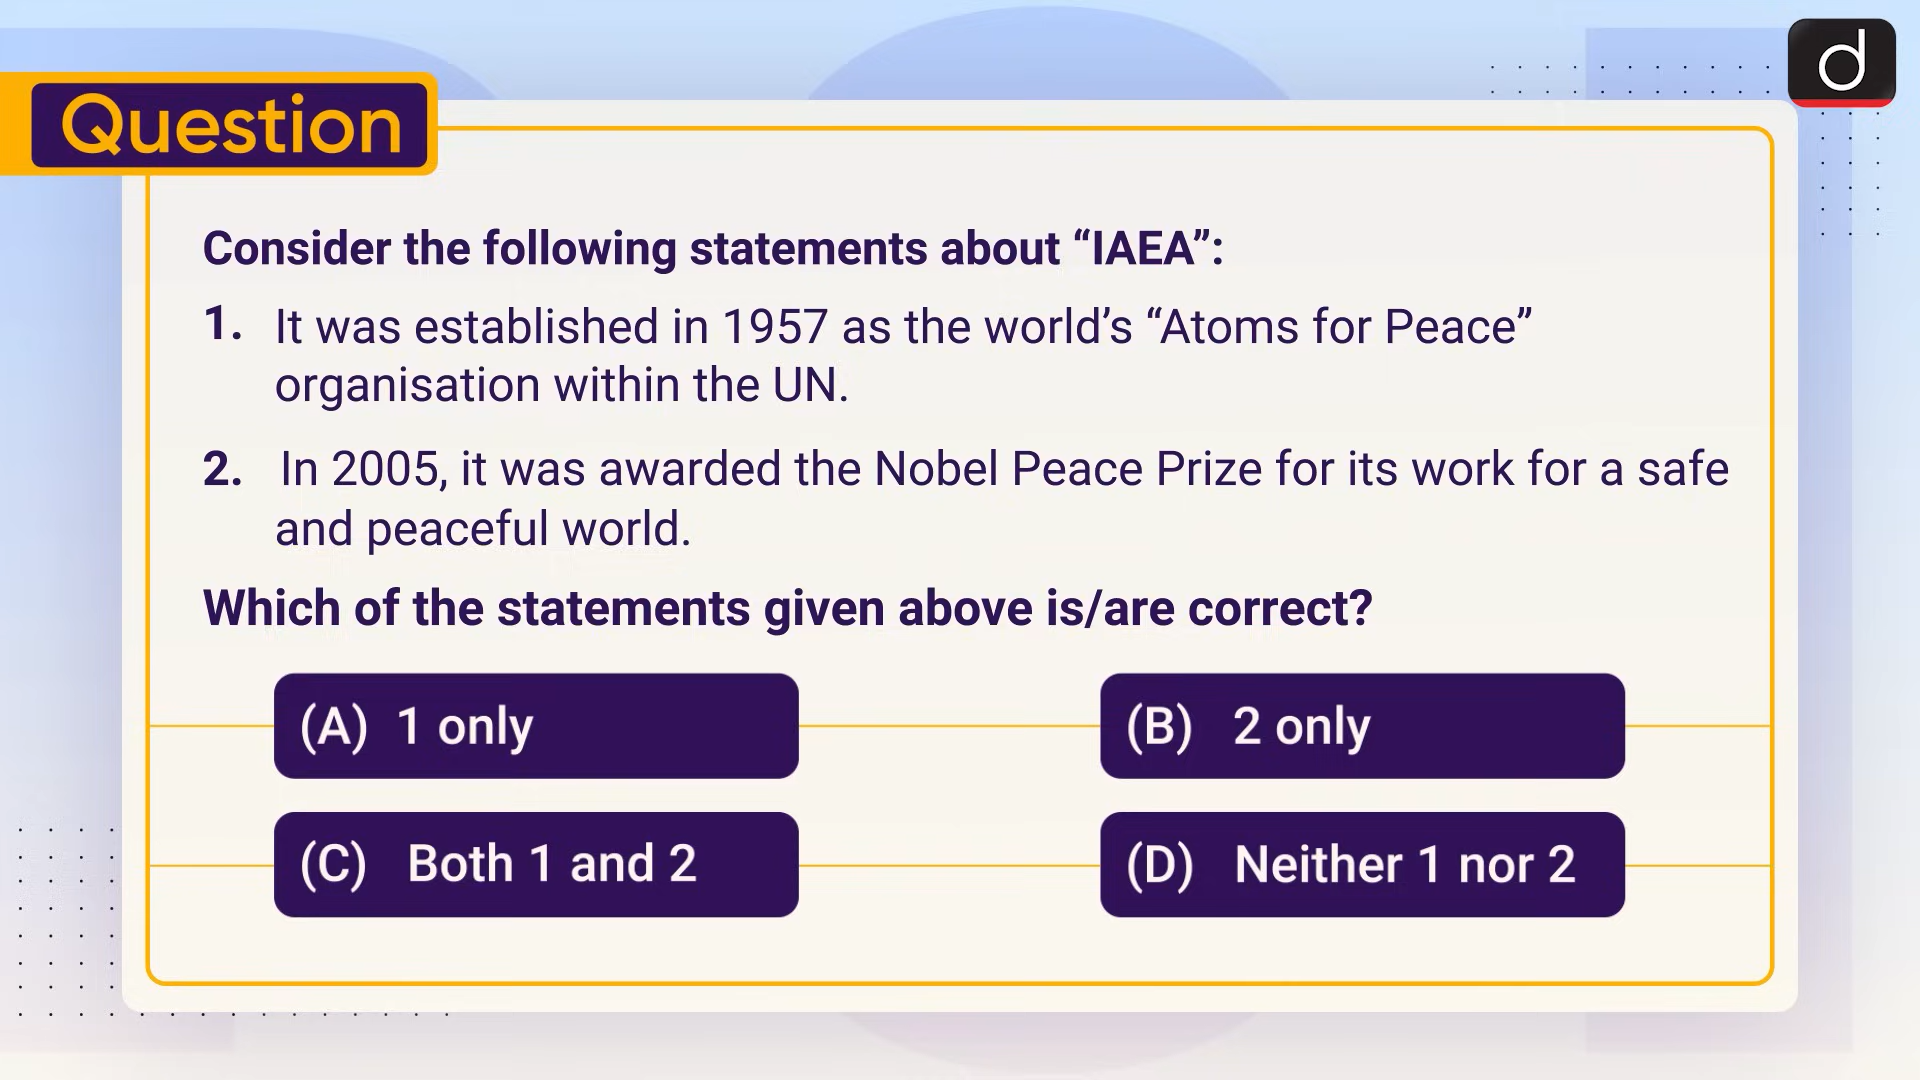 Question
Consider the following statements about “IAEA”:
1. It was established in 1957 as the world’s “Atoms for Peace”
organisation within the UN.
2. In 2005, it was awarded the Nobel Peace Prize for its work for a safe
and peaceful world.
Which of the statements given above is/are correct?
(A) 1 only
(B) 2 only
(C) Both 1 and 2
(D) Neither 1 nor 2
d